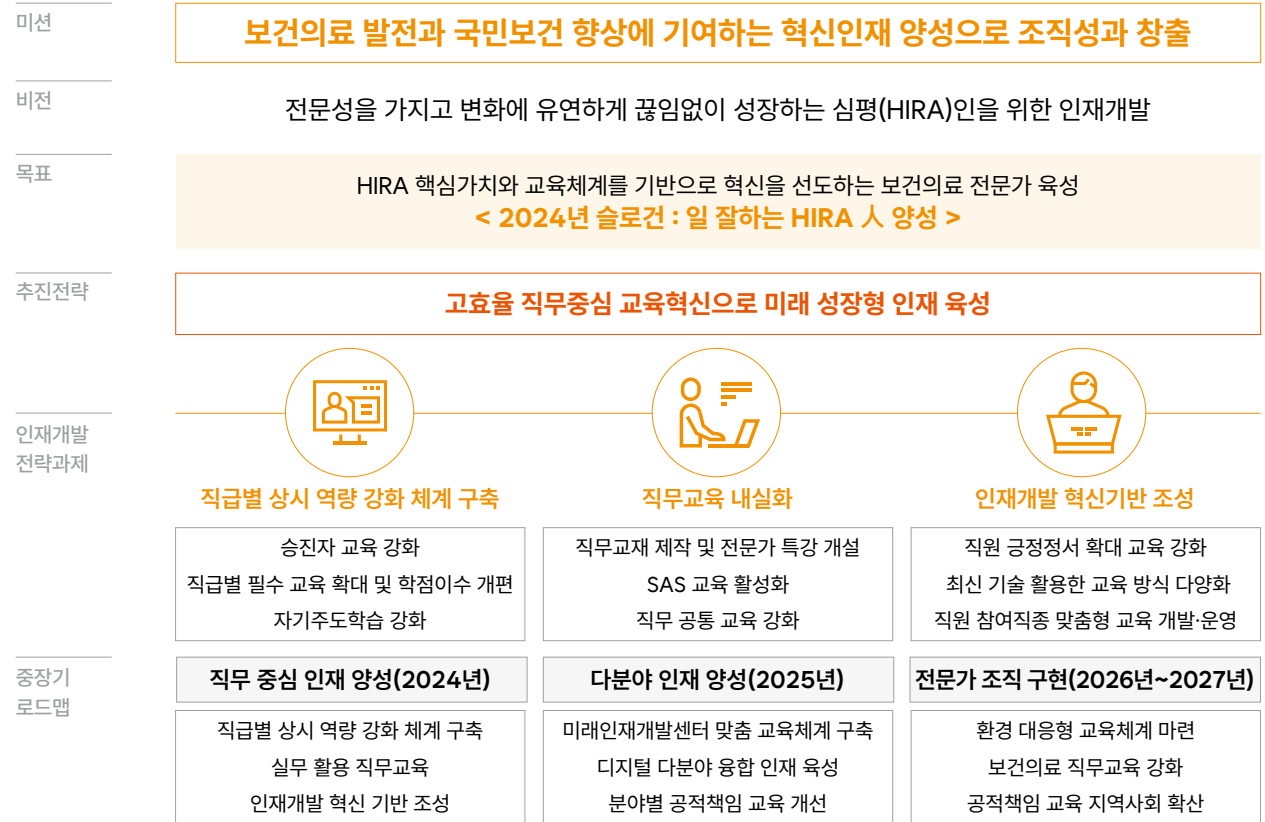 미션
보건의료 발전과 국민보건 향상에 기여하는 혁신인재 양성으로 조직성과 창출
비전
전문성을 가지고 변화에 유연하게 끊임없이 성장하는 심평(HIRA)인을 위한 인재개발
목표
HIRA 핵심가치와 교육체계를 기반으로 혁신을 선도하는 보건의료 전문가 육성
< 2024년 슬로건 : 일 잘하는 HIRA 人 양성 >
추진전략
고효율 직무중심 교육혁신으로 미래 성장형 인재 육성
인재개발
전략과제
직급별 상시 역량 강화 체계 구축
승진자 교육 강화
직급별 필수 교육 확대 및 학점이수 개편
자기주도학습 강화
직무교육 내실화
직무교재 제작 및 전문가 특강 개설
SAS 교육 활성화
직무 공통 교육 강화
인재개발 혁신기반 조성
직원 긍정정서 확대 교육 강화
최신 기술 활용한 교육 방식 다양화
직원 참여직종 맞춤형 교육 개발·운영
중장기
로드맵
직무 중심 인재 양성(2024년)
직급별 상시 역량 강화 체계 구축
실무 활용 직무교육
인재개발 혁신 기반 조성
다분야 인재 양성(2025년)
미래인재개발센터 맞춤 교육체계 구축
디지털 다분야 융합 인재 육성
분야별 공적책임 교육 개선
전문가 조직 구현(2026년~2027년)
환경 대응형 교육체계 마련
보건의료 직무교육 강화
공적책임 교육 지역사회 확산